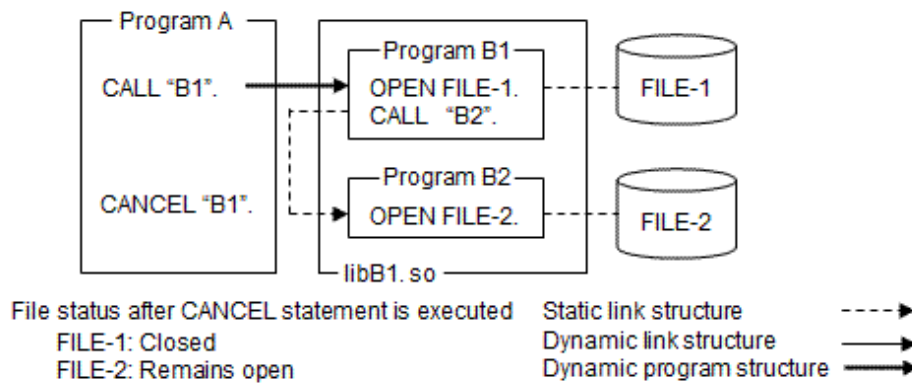 Program A
CALL “B1”.
CANCEL “B1”.
Program B1
OPEN FILE-1.
CALL “B2”.
Program B2
OPEN FILE-2.
libB1. so
FILE-1
FILE-2
File status after CANCEL statement is executed
FILE-1: Closed
FILE-2: Remains open
Static link structure
Dynamic link structure
Dynamic program structure